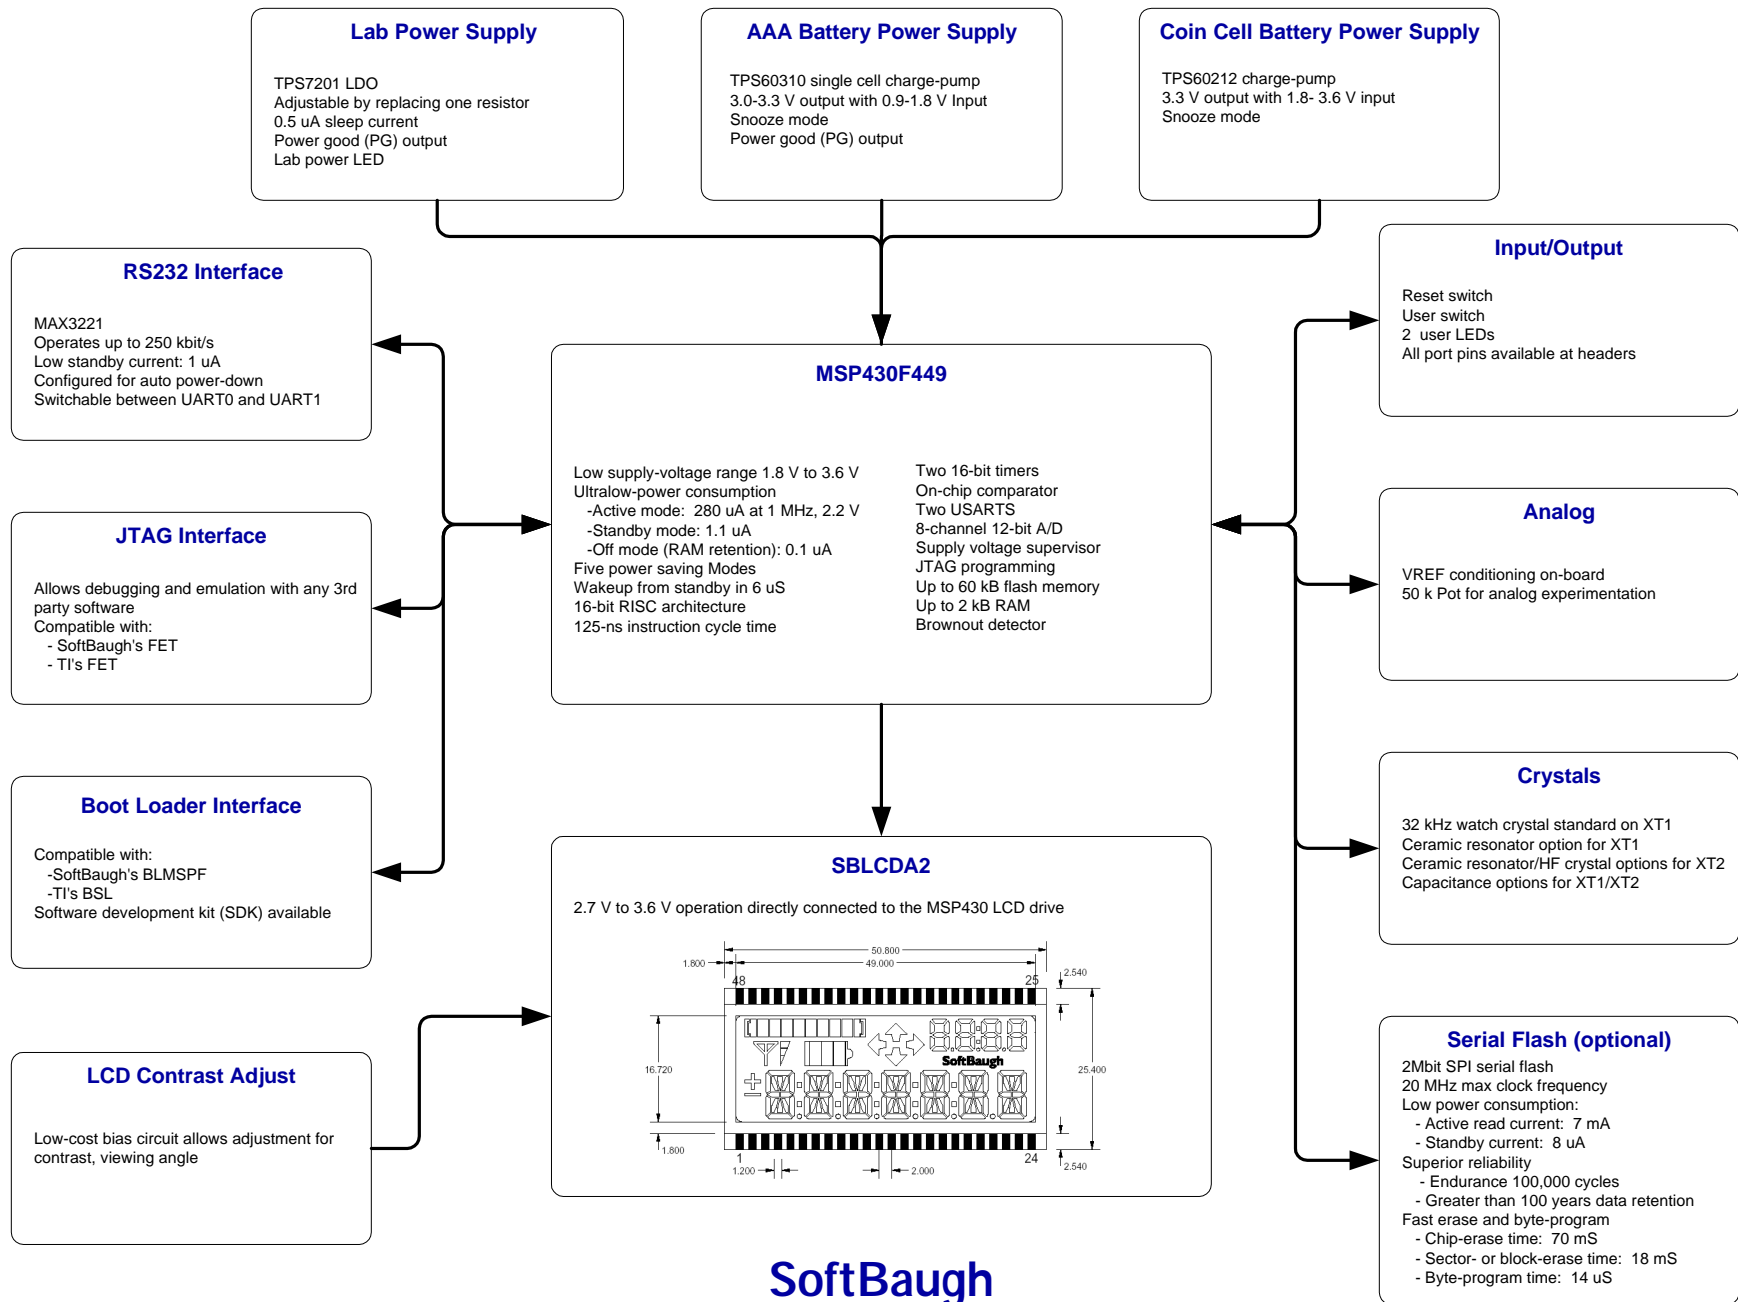 Lab Power Supply
TPS7201 LDO
Adjustable by replacing one resistor
0.5 uA sleep current
Power good (PG) output
Lab power LED
AAA Battery Power Supply
TPS60310 single cell charge-pump
3.0-3.3 V output with 0.9-1.8 V Input
Snooze mode
Power good (PG) output
Coin Cell Battery Power Supply
TPS60212 charge-pump
3.3 V output with 1.8- 3.6 V input
Snooze mode
RS232 Interface
MAX3221
Operates up to 250 kbit/s
Low standby current: 1 uA
Configured for auto power-down
Switchable between UART0 and UART1
JTAG Interface
Allows debugging and emulation with any 3rd
party software
Compatible with:
- SoftBaugh's FET
- TI's FET
Boot Loader Interface
Compatible with:
-SoftBaugh's BLMSPF
-TI's BSL
Software development kit (SDK) available
LCD Contrast Adjust
Low-cost bias circuit allows adjustment for
contrast, viewing angle
MSP430F449
Low supply-voltage range 1.8 V to 3.6 V
Ultralow-power consumption
-Active mode: 280 uA at 1 MHz, 2.2 V
-Standby mode: 1.1 uA
-Off mode (RAM retention): 0.1 uA
Five power saving Modes
Wakeup from standby in 6 uS
16-bit RISC architecture
125-ns instruction cycle time
Two 16-bit timers
On-chip comparator
Two USARTS
8-channel 12-bit A/D
Supply voltage supervisor
JTAG programming
Up to 60 kB flash memory
Up to 2 kB RAM
Brownout detector
SBLCDA2
2.7 V to 3.6 V operation directly connected to the MSP430 LCD drive
50.800
1.800
49.000
2.540
48
25
16.720
SoftBaugh
25.400
1.800
1
24
2.540
1.200
2.000
Input/Output
Reset switch
User switch
2 user LEDs
All port pins available at headers
Analog
VREF conditioning on-board
50 k Pot for analog experimentation
Crystals
32 kHz watch crystal standard on XT1
Ceramic resonator option for XT1
Ceramic resonator/HF crystal options for XT2
Capacitance options for XT1/XT2
Serial Flash (optional)
2Mbit SPI serial flash
20 MHz max clock frequency
Low power consumption:
- Active read current: 7 mA
- Standby current: 8 uA
Superior reliability
- Endurance 100,000 cycles
- Greater than 100 years data retention
Fast erase and byte-program
- Chip-erase time: 70 mS
- Sector- or block-erase time: 18 mS
- Byte-program time: 14 uS
SoftBaugh